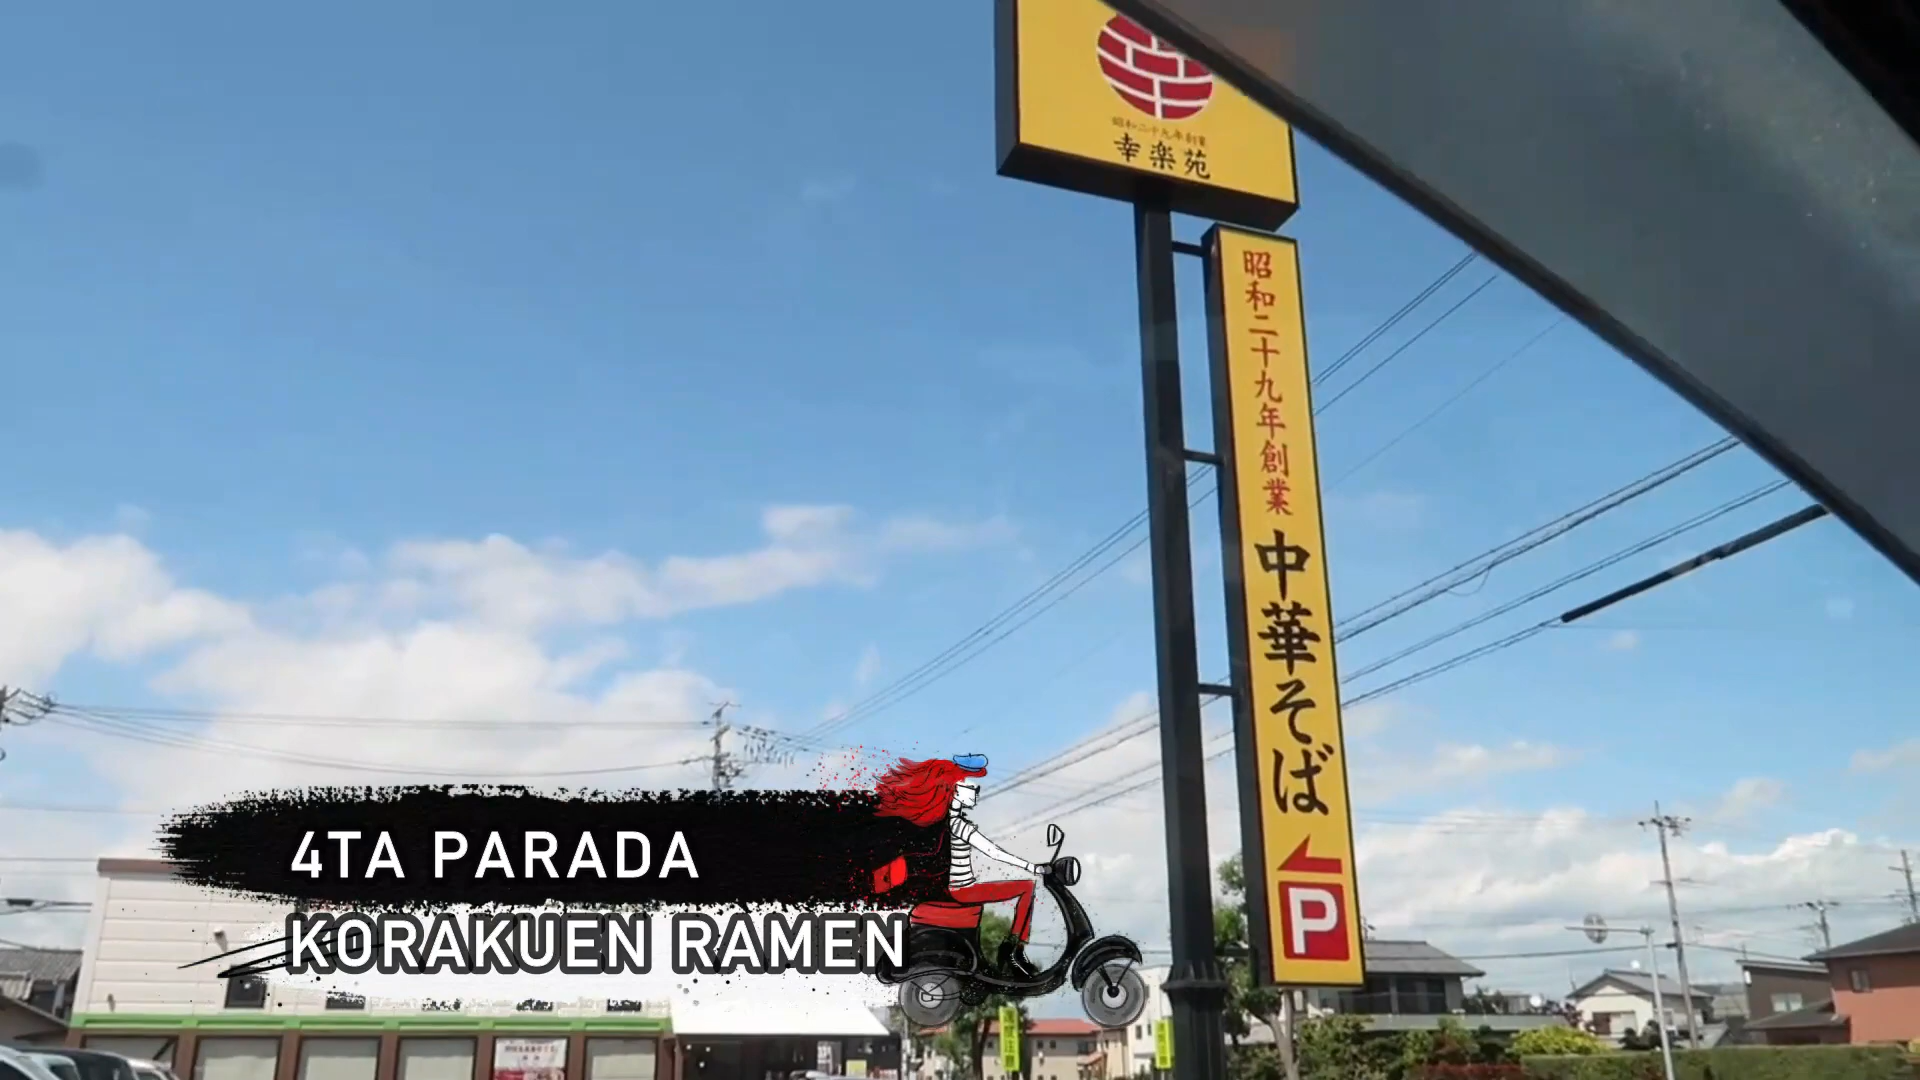 昭和二十九年創業
幸楽苑
昭和二十九年創業 中華そば
P
4TA PARADA
KORAKUEN RAMEN